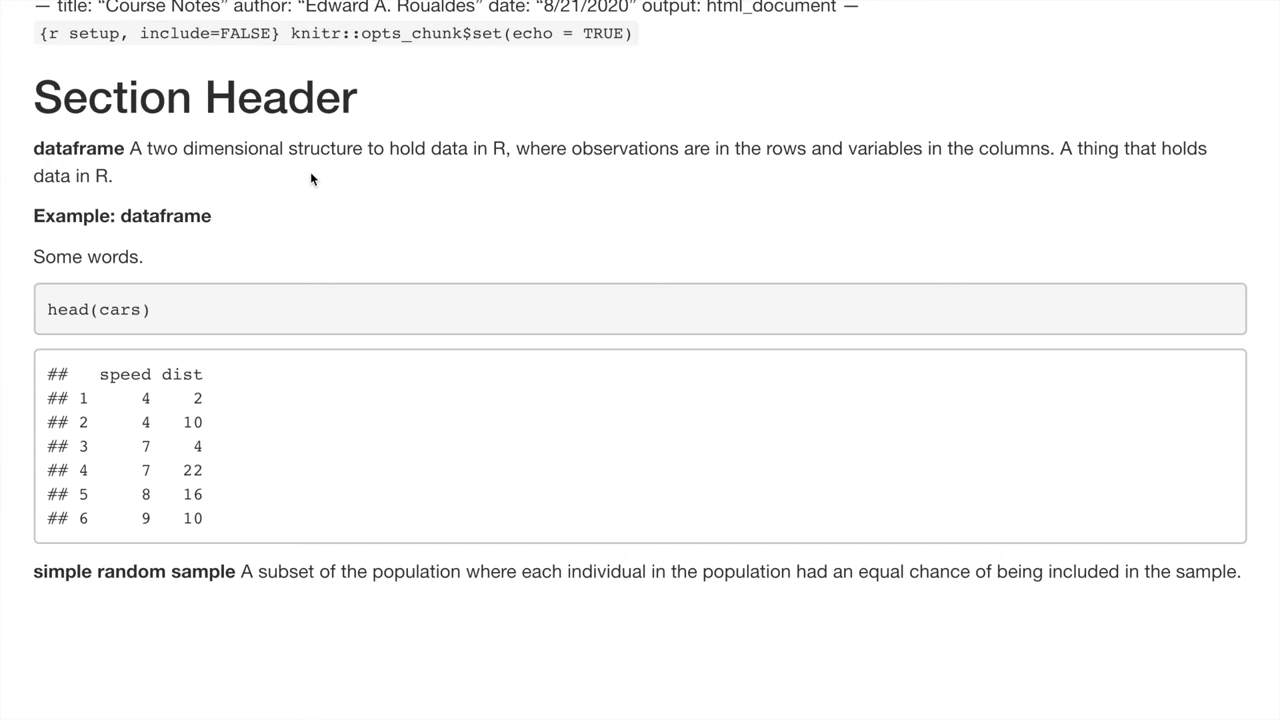 — title: “Course Notes” author: “Edward A. Roualdes” date: “8/21/2020” output: html_document —
{r setup, include=FALSE} knitr::opts_chunk$set(echo = TRUE)
Section Header
dataframe A two dimensional structure to hold data in R, where observations are in the rows and variables in the columns. A thing that holds
data in R.
Example: dataframe
Some words.
head(cars)
##   speed dist
## 1     4    2
## 2     4   10
## 3     7    4
## 4     7   22
## 5     8   16
## 6     9   10
simple random sample A subset of the population where each individual in the population had an equal chance of being included in the sample.